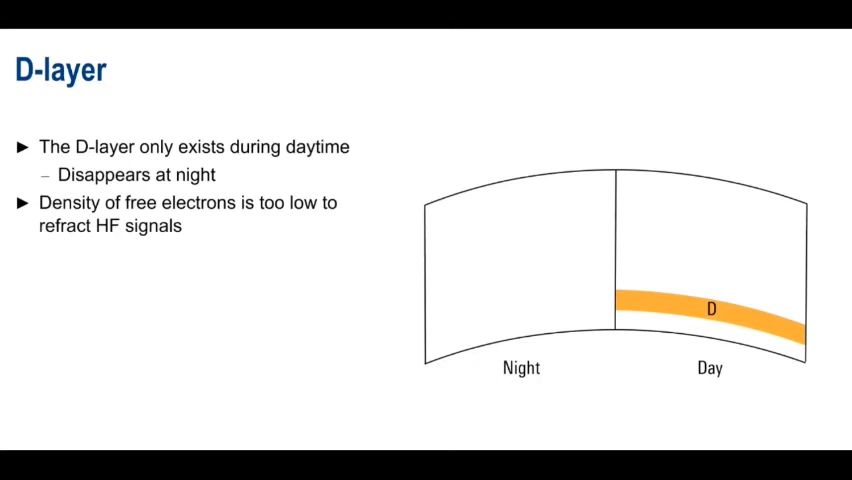 D-layer
► The D-layer only exists during daytime
– Disappears at night
► Density of free electrons is too low to
refract HF signals
D
Night
Day